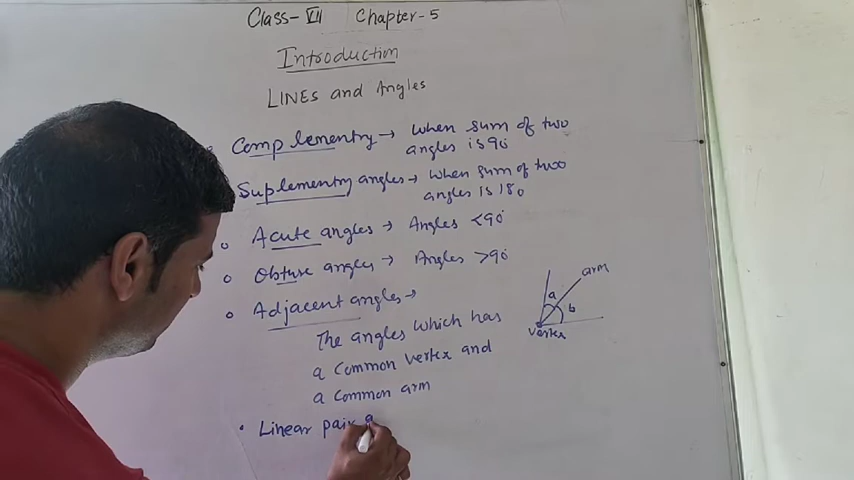 Class-VII Chapter-5
Introduction
LINES and Angles
Complementry → when sum of two
angles is 90°
Suplementry angles → when sum of two
angles is 180
Acute angles → Angles <90°
Obture angles → Angles >90°
Adjacent angles →
The angles which has
a common vertex and
a common arm
arm
a
b
vertex
• Linear pair a